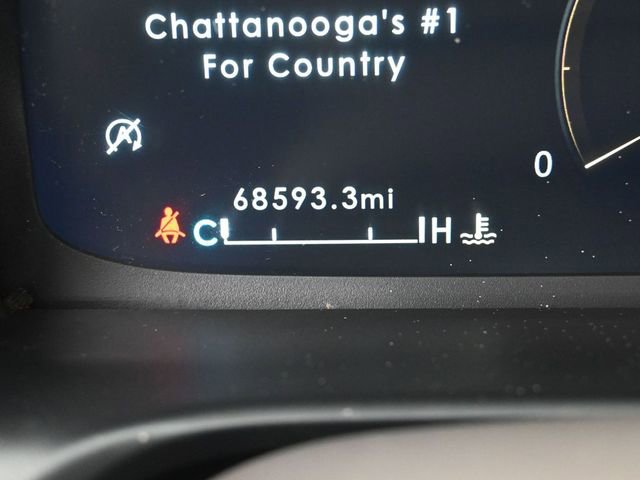 Chattanooga's #1
For Country
A
0
68593.3mi
C H